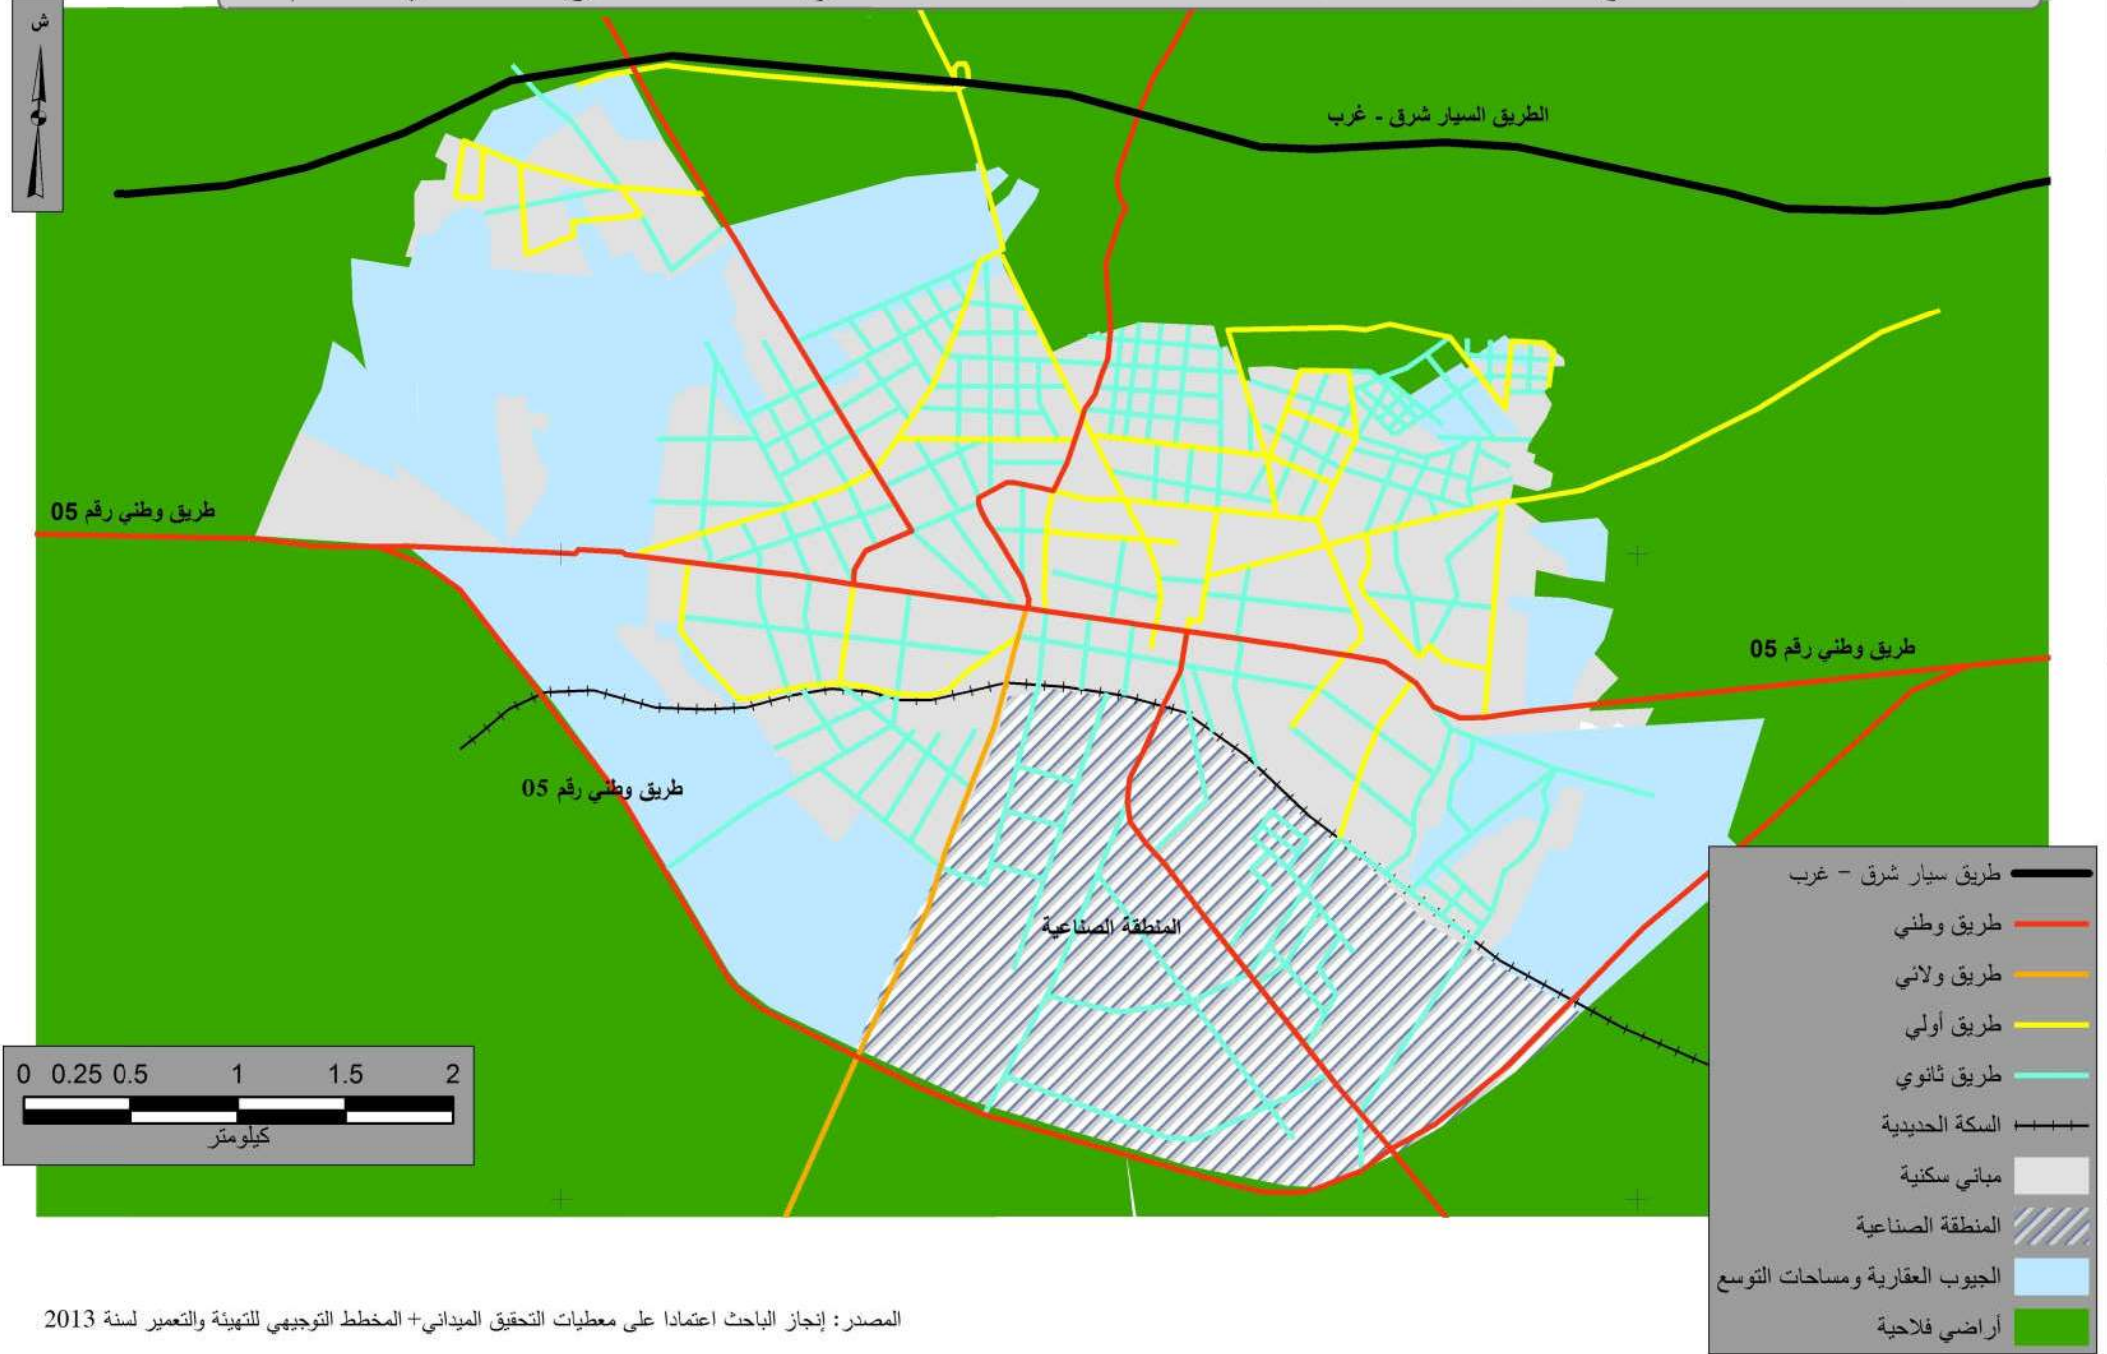 ش
الطريق السيار شرق - غرب
طريق وطني رقم 05
طريق وطني رقم 05
طريق وطني رقم 05
المنطقة الصناعية
0 0.25 0.5 1 1.5 2
كيلومتر
طريق سيار شرق - غرب
طريق وطني
طريق ولائي
طريق أولي
طريق ثانوي
السكة الحديدية
مباني سكنية
المنطقة الصناعية
الجيوب العقارية ومساحات التوسع
أراضي فلاحية
المصدر: إنجاز الباحث اعتمادا على معطيات التحقيق الميداني+ المخطط التوجيهي للتهيئة والتعمير لسنة 2013